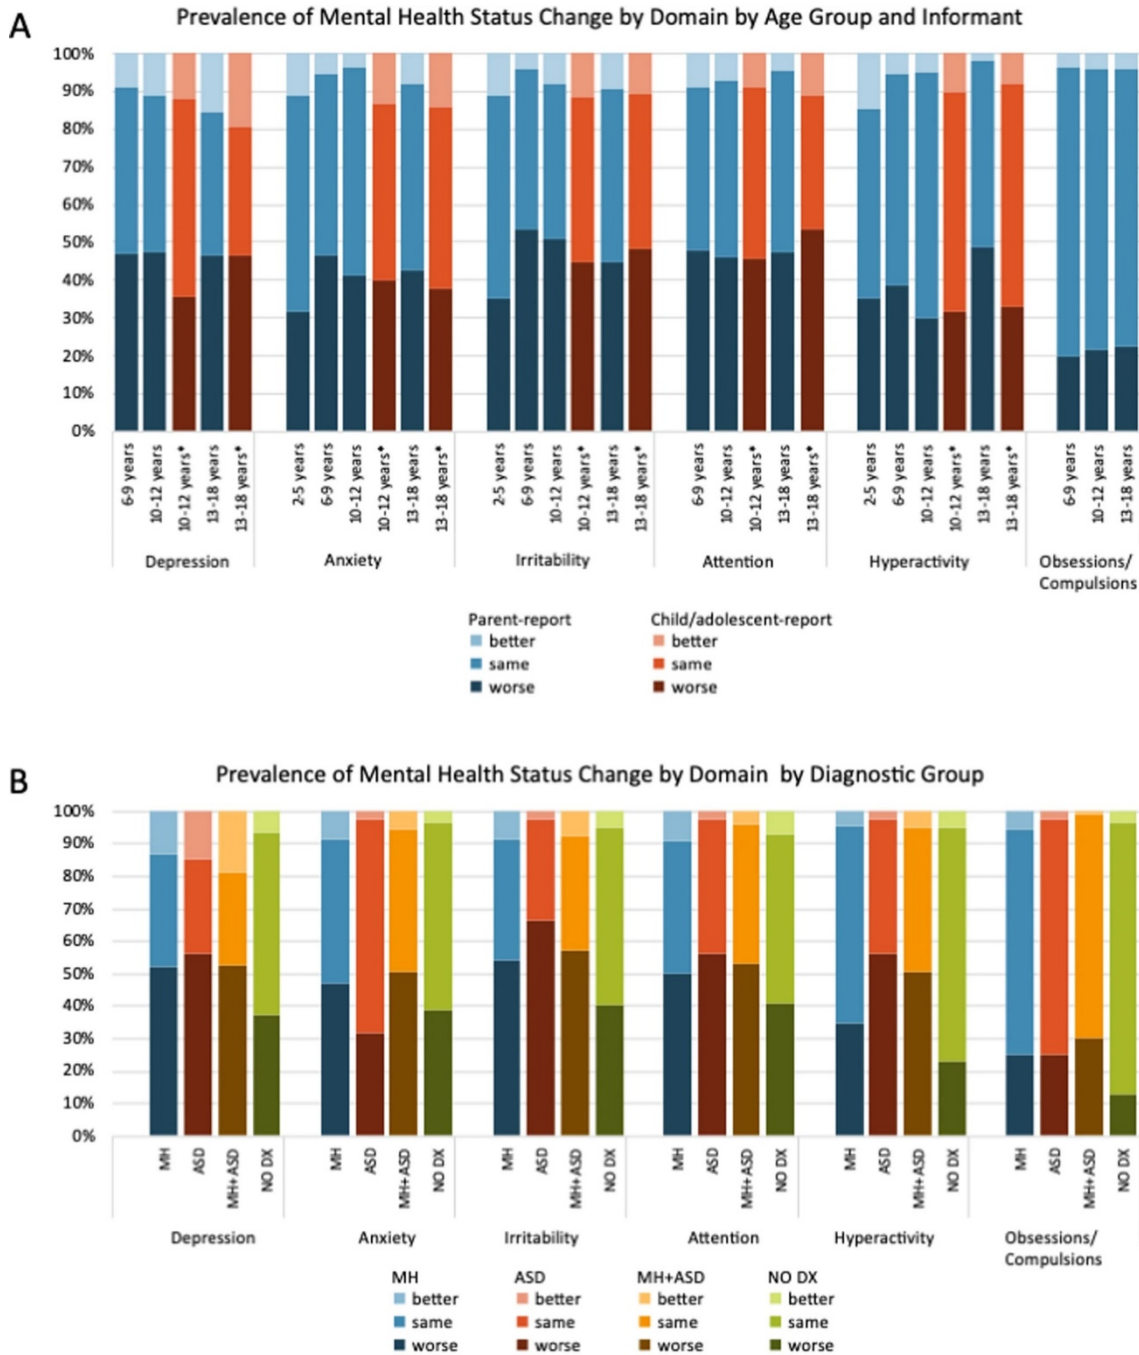 A
Prevalence of Mental Health Status Change by Domain by Age Group and Informant
100%
90%
80%
70%
60%
50%
40%
30%
20%
10%
0%
6-9 years
10-12 years
10-12 years*
13-18 years
13-18 years*
2-5 years
6-9 years
10-12 years
10-12 years*
13-18 years
13-18 years*
2-5 years
6-9 years
10-12 years
10-12 years*
13-18 years
13-18 years*
6-9 years
10-12 years
10-12 years*
13-18 years
13-18 years*
2-5 years
6-9 years
10-12 years
10-12 years*
13-18 years
13-18 years*
6-9 years
10-12 years
13-18 years
Depression
Anxiety
Irritability
Attention
Hyperactivity
Obsessions/
Compulsions
Parent-report
better
same
worse
Child/adolescent-report
better
same
worse
B
Prevalence of Mental Health Status Change by Domain by Diagnostic Group
100%
90%
80%
70%
60%
50%
40%
30%
20%
10%
0%
MH
ASD
MH+ASD
NO DX
MH
ASD
MH+ASD
NO DX
MH
ASD
MH+ASD
NO DX
MH
ASD
MH+ASD
NO DX
MH
ASD
MH+ASD
NO DX
MH
ASD
MH+ASD
NO DX
Depression
Anxiety
Irritability
Attention
Hyperactivity
Obsessions/
Compulsions
MH
better
same
worse
ASD
better
same
worse
MH+ASD
better
same
worse
NO DX
better
same
worse